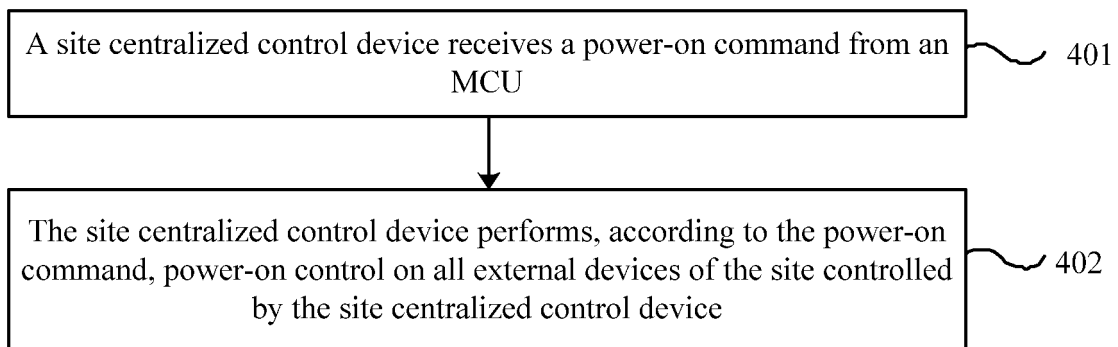 A site centralized control device receives a power-on command from an
MCU
401
The site centralized control device performs, according to the power-on
command, power-on control on all external devices of the site controlled
by the site centralized control device
402